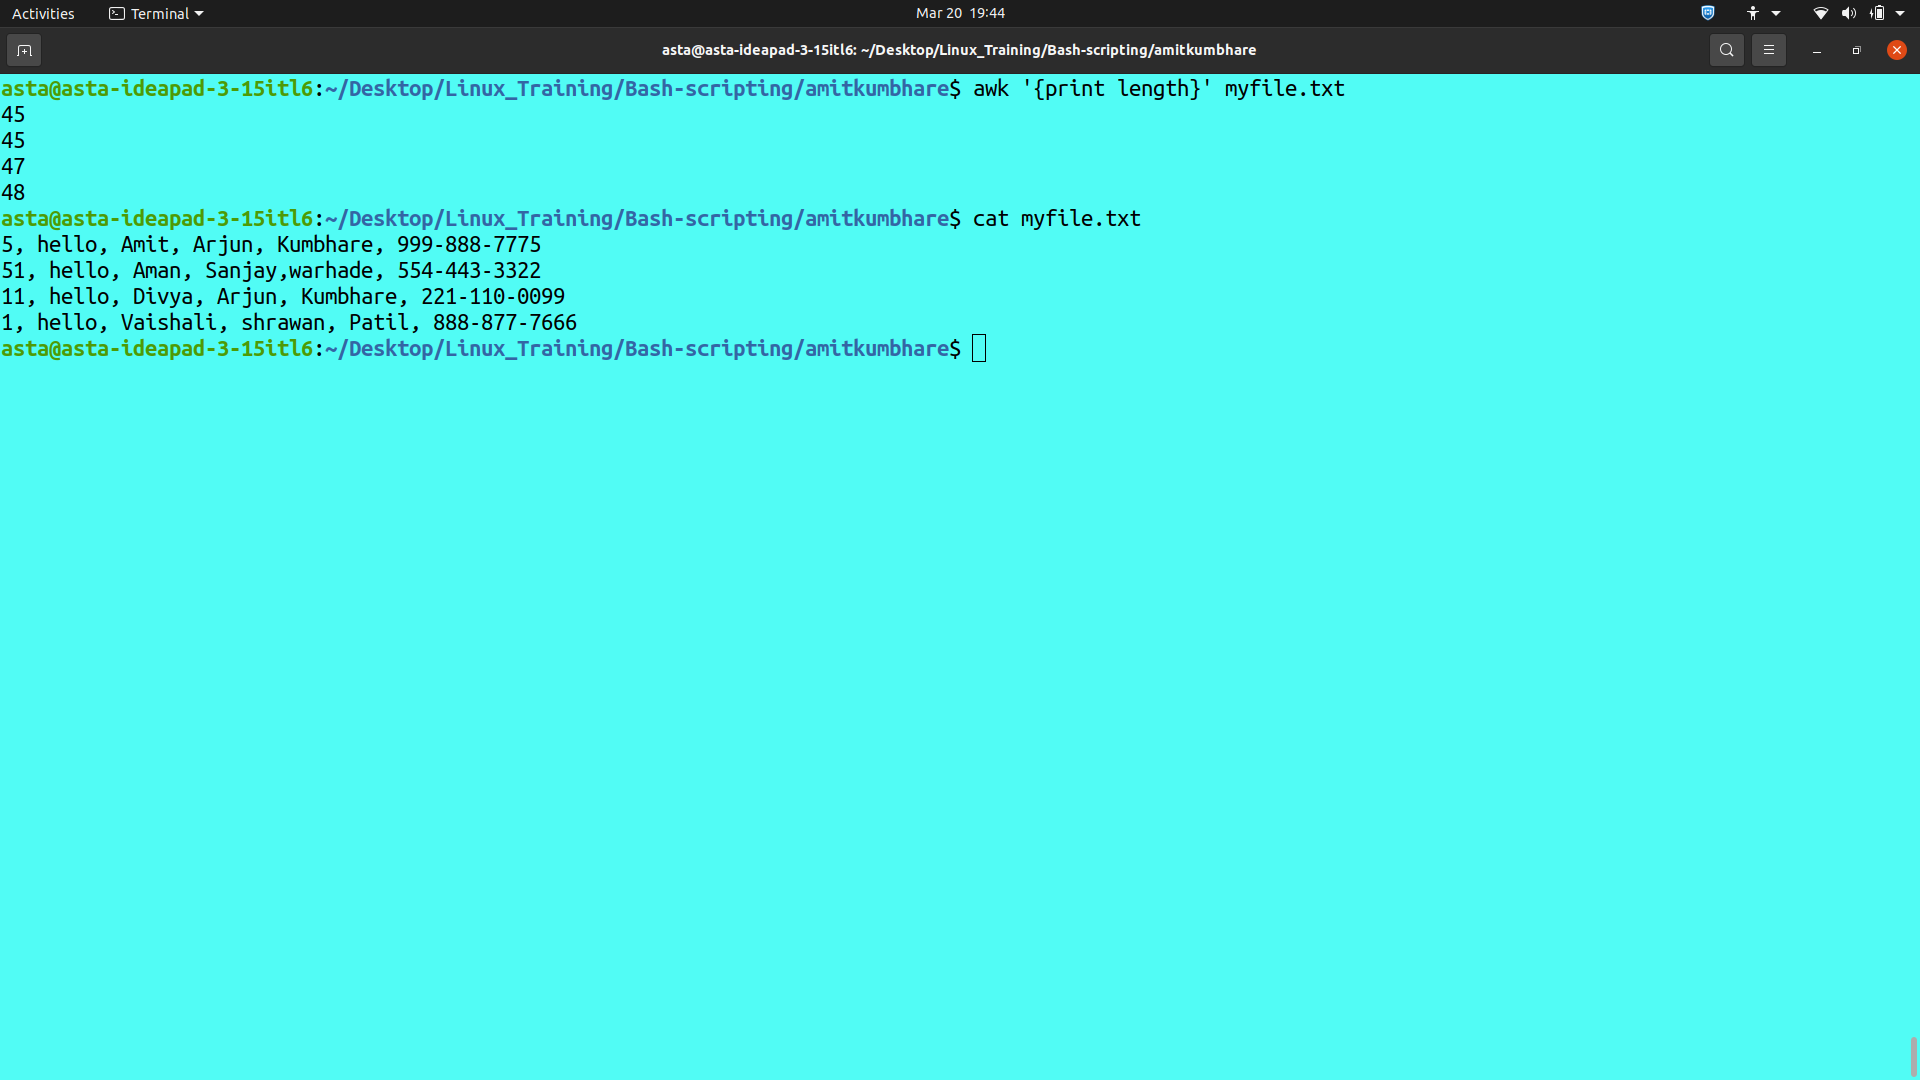 Activities Terminal Mar 20 19:44
asta@asta-ideapad-3-15itl6: ~/Desktop/Linux_Training/Bash-scripting/amitkumbhare
asta@asta-ideapad-3-15itl6:~/Desktop/Linux_Training/Bash-scripting/amitkumbhare$ awk '{print length}' myfile.txt
45
45
47
48
asta@asta-ideapad-3-15itl6:~/Desktop/Linux_Training/Bash-scripting/amitkumbhare$ cat myfile.txt
5, hello, Amit, Arjun, Kumbhare, 999-888-7775
51, hello, Aman, Sanjay,warhade, 554-443-3322
11, hello, Divya, Arjun, Kumbhare, 221-110-0099
1, hello, Vaishali, shrawan, Patil, 888-877-7666
asta@asta-ideapad-3-15itl6:~/Desktop/Linux_Training/Bash-scripting/amitkumbhare$